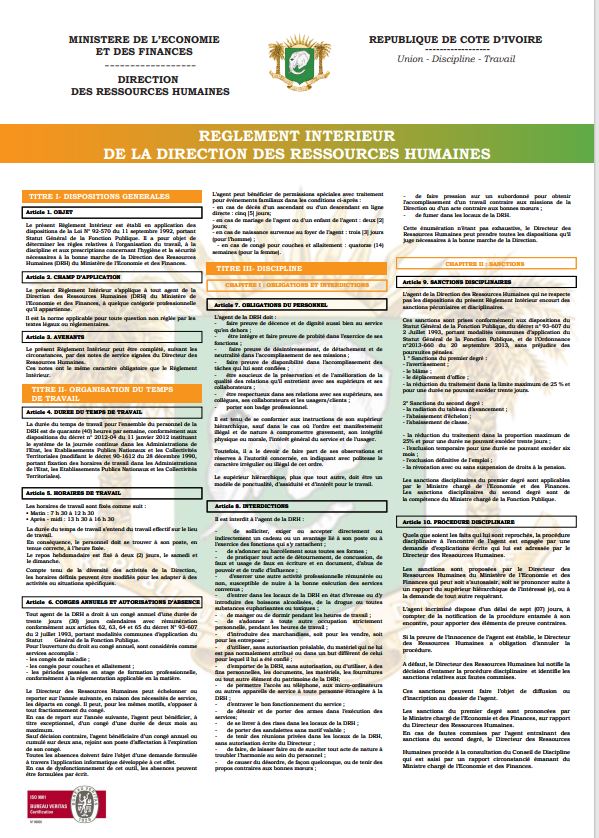 MINISTERE DE L'ECONOMIE
ET DES FINANCES
DIRECTION
DES RESSOURCES HUMAINES
REPUBLIQUE DE COTE D'IVOIRE
Union - Discipline - Travail
REGLEMENT INTERIEUR
DE LA DIRECTION DES RESSOURCES HUMAINES
TITRE I- DISPOSITIONS GENERALES
Article 1. OBJET
Le présent Règlement Intérieur est établi en application des
dispositions de la Loi N° 92-570 du 11 septembre 1992, portant
Statut Général de la Fonction Publique. Il a pour objet de
déterminer les règles relatives à l'organisation du travail, à la
discipline et aux prescriptions concernant l'hygiène et la sécurité
nécessaires à la bonne marche de la Direction des Ressources
Humaines (DRH) du Ministère de l'Economie et des Finances.
Article 2. CHAMP D'APPLICATION
Le présent Règlement Intérieur s'applique à tout agent de la
Direction des Ressources Humaines (DRH) du Ministère de
l'Economie et des Finances, à quelque catégorie professionnelle
qu'il appartienne.
Il est la norme applicable pour toute question non réglée par les
textes légaux ou réglementaires.
Article 3. AVENANTS
Le présent Règlement Intérieur peut être complété, suivant les
circonstances, par des notes de service signées du Directeur des
Ressources Humaines.
Ces notes ont le même caractère obligatoire que le Règlement
Intérieur.
TITRE II- ORGANISATION DU TEMPS
DE TRAVAIL
Article 4. DUREE DU TEMPS DE TRAVAIL
La durée du temps de travail pour l'ensemble du personnel de la
DRH est de quarante (40) heures par semaine, conformément aux
dispositions du décret n° 2012-04 du 11 janvier 2012 instituant
le système de la journée continue dans les Administrations de
l'Etat, les Etablissements Publics Nationaux et les Collectivités
Territoriales (modifiant le décret n° 90-1612 du 28 décembre 1990,
portant fixation des horaires de travail dans les Administrations
de l'Etat, les Etablissements Publics Nationaux et les Collectivités
Territoriales).
Article 5. HORAIRES DE TRAVAIL
Les horaires de travail sont fixés comme suit :
• Matin : 7 h 30 à 12 h 30
• Après - midi : 13 h 30 à 16 h 30
La durée du temps de travail s'entend du travail effectif sur le lieu
de travail.
En conséquence, le personnel doit se trouver à son poste, en
tenue correcte, à l'heure fixée.
Le repos hebdomadaire est fixé à deux (2) jours, le samedi et
le dimanche.
Compte tenu de la diversité des activités de la Direction,
les horaires définis peuvent être modifiés pour les adapter à des
activités ou situations spécifiques.
Article 6. CONGES ANNUELS ET AUTORISATIONS D'ABSENCE
Tout agent de la DRH a droit à un congé annuel d'une durée de
trente jours (30) jours calendaires avec rémunération
conformément aux articles 62, 63, 64 et 65 du décret N° 93-607
du 2 juillet 1993, portant modalités communes d'application du
Statut Général de la Fonction Publique.
Pour l'ouverture du droit au congé annuel, sont considérés comme
services accomplis :
- les congés de maladie ;
- les congés pour couches et allaitement ;
- les périodes passées en stage de formation professionnelle,
conformément à la réglementation applicable en la matière.
Le Directeur des Ressources Humaines peut échelonner ou
reporter sur l'année suivante, en raison des nécessités de service,
les départs en congé. Il peut, pour les mêmes motifs, s'opposer à
tout fractionnement du congé.
En cas de report sur l'année suivante, l'agent peut bénéficier, à
titre exceptionnel, d'un congé d'une durée de deux mois au
maximum.
Sauf décision contraire, l'agent bénéficiaire d'un congé annuel ou
cumulé sur deux ans, rejoint son poste d'affectation à l'expiration
de son congé.
Toutes les absences doivent faire l'objet d'une demande formulée
à travers l'application informatique développée à cet effet.
En cas de dysfonctionnement de cet outil, les absences peuvent
être formulées par écrit.
L'agent peut bénéficier de permissions spéciales avec traitement
pour événements familiaux dans les conditions ci-après :
- en cas de décès d'un ascendant ou d'un descendant en ligne
directe : cinq [5] jours;
- en cas de mariage de l'agent ou d'un enfant de l'agent : deux [2]
jours;
- en cas de naissance survenue au foyer de l'agent : trois [3] jours
(pour l'homme) ;
- en cas de congé pour couches et allaitement : quatorze (14)
semaines (pour la femme).
TITRE III- DISCIPLINE
CHAPITRE I : OBLIGATIONS ET INTERDICTIONS
Article 7. OBLIGATIONS DU PERSONNEL
L'agent de la DRH doit :
- faire preuve de décence et de dignité aussi bien au service
qu'en dehors ;
- être intègre et faire preuve de probité dans l'exercice de ses
fonctions ;
- faire preuve de désintéressement, de détachement et de
neutralité dans l'accomplissement de ses missions ;
- faire preuve de disponibilité dans l'accomplissement des
tâches qui lui sont confiées ;
- être soucieux de la préservation et de l'amélioration de la
qualité des relations qu'il entretient avec ses supérieurs et ses
collaborateurs ;
- être respectueux dans ses relations avec ses supérieurs, ses
collègues, ses collaborateurs et les usagers/clients ;
- porter son badge professionnel.
Il est tenu de se conformer aux instructions de son supérieur
hiérarchique, sauf dans le cas où l'ordre est manifestement
illégal et de nature à compromettre gravement, son intégrité
physique ou morale, l'intérêt général du service et de l'usager.
Toutefois, il a le devoir de faire part de ses observations et
réserves à l'autorité concernée, en indiquant avec politesse le
caractère irrégulier ou illégal de cet ordre.
Le supérieur hiérarchique, plus que tout autre, doit être un
modèle de ponctualité, d'assiduité et d'intérêt pour le travail.
Article 8. INTERDICTIONS
Il est interdit à l'agent de la DRH :
- de solliciter, exiger ou accepter directement ou
indirectement un cadeau ou un avantage lié à son poste ou à
l'exercice des fonctions qui s'y rattachent ;
- de s'adonner au harcèlement sous toutes ses formes ;
- de pratiquer tout acte de détournement, de concussion, de
faux et usage de faux en écriture et en document, d'abus de
pouvoir et de trafic d'influence ;
- d'exercer une autre activité professionnelle rémunérée ou
non, susceptible de nuire à la bonne exécution des services
convenus ;
- d'entrer dans les locaux de la DRH en état d'ivresse ou d'y
introduire des boissons alcoolisées, de la drogue ou toutes
substances euphorisantes ou toxiques ;
- de manger ou de dormir pendant les heures de travail ;
- de s'adonner à toute autre occupation strictement
personnelle, pendant les heures de travail ;
- d'introduire des marchandises, soit pour les vendre, soit
pour les entreposer ;
- d'utiliser, sans autorisation préalable, du matériel qui ne lui
est pas normalement attribué ou dans un but différent de celui
pour lequel il lui a été confié ;
- d'emporter de la DRH, sans autorisation, ou d'utiliser, à des
fins personnelles, les documents, les matériels, les fournitures
ou tout autre élément du patrimoine de la DRH;
- de permettre l'accès au téléphone, aux micro-ordinateurs
ou autres appareils de service à toute personne étrangère à la
DRH ;
- d'entraver le bon fonctionnement du service ;
- de détenir et de porter des armes dans l'exécution des
services;
- de se livrer à des rixes dans les locaux de la DRH ;
- de porter des sandalettes sans motif valable ;
- de tenir des réunions privées dans les locaux de la DRH,
sans autorisation écrite du Directeur ;
- de faire, de laisser faire ou de susciter tout acte de nature à
troubler l'harmonie au sein du personnel ;
- de causer du désordre, de façon quelconque, ou de tenir des
propos contraires aux bonnes mœurs ;
- de faire pression sur un subordonné pour obtenir
l'accomplissement d'un travail contraire aux missions de la
Direction ou d'un acte contraire aux bonnes mœurs ;
- de fumer dans les locaux de la DRH.
Cette énumération n'étant pas exhaustive, le Directeur des
Ressources Humaines peut prendre toutes les dispositions qu'il
juge nécessaires à la bonne marche de la Direction.
CHAPITRE II : SANCTIONS
Article 9. SANCTIONS DISCIPLINAIRES
L'agent de la Direction des Ressources Humaines qui ne respecte
pas les dispositions du présent Règlement Intérieur encourt des
sanctions pécuniaires et disciplinaires.
Ces sanctions sont prises conformément aux dispositions du
Statut Général de la Fonction Publique, du décret n° 93-607 du
2 Juillet 1993, portant modalités communes d'application du
Statut Général de la Fonction Publique, et de l'Ordonnance
n°2013-660 du 20 septembre 2013, sans préjudice des
poursuites pénales.
1° Sanctions du premier degré :
- l'avertissement ;
- le blâme ;
- le déplacement d'office ;
- la réduction du traitement dans la limite maximum de 25 % et
pour une durée ne pouvant excéder trente jours.
2° Sanctions du second degré :
- la radiation du tableau d'avancement ;
- l'abaissement d'échelon ;
- l'abaissement de classe.
- la réduction du traitement dans la proportion maximum de
25% et pour une durée ne pouvant excéder trente jours ;
- l'exclusion temporaire pour une durée ne pouvant excéder six
mois ;
- l'exclusion définitive de l'emploi ;
- la révocation avec ou sans suspension de droits à la pension.
Les sanctions disciplinaires du premier degré sont applicables
par le Ministre chargé de l'Economie et des Finances.
Les sanctions disciplinaires du second degré sont de
la compétence du Ministre chargé de la Fonction Publique.
Article 10. PROCEDURE DISCIPLINAIRE
Quels que soient les faits qui lui sont reprochés, la procédure
disciplinaire à l'encontre de l'agent est engagée par une
demande d'explications écrite qui lui est adressée par le
Directeur des Ressources Humaines.
Les sanctions sont proposées par le Directeur des
Ressources Humaines du Ministère de l'Economie et des
Finances qui peut soit s'autosaisir, soit se prononcer suite à
un rapport du supérieur hiérarchique de l'intéressé (e), ou à
la demande de tout autre requérant.
L'agent incriminé dispose d'un délai de sept (07) jours, à
compter de la notification de la procédure entamée à son
encontre, pour apporter des éléments de preuve contraires.
Si la preuve de l'innocence de l'agent est établie, le Directeur
des Ressources Humaines a obligation d'annuler la
procédure.
À défaut, le Directeur des Ressources Humaines lui notifie la
décision d'entamer la procédure disciplinaire et identifie les
sanctions relatives aux fautes commises.
Ces sanctions peuvent faire l'objet de diffusion ou
d'inscription au dossier de l'agent.
Les sanctions du premier degré sont prononcées par
le Ministre chargé de l'Economie et des Finances, sur rapport
du Directeur des Ressources Humaines.
En cas de fautes commises par l'agent entraînant des
sanctions du second degré, le Directeur des Ressources
Humaines procède à la consultation du Conseil de Discipline
qui est saisi par un rapport circonstancié émanant du
Ministre chargé de l'Economie et des Finances.
ISO 9001
BUREAU VERITAS
Certification